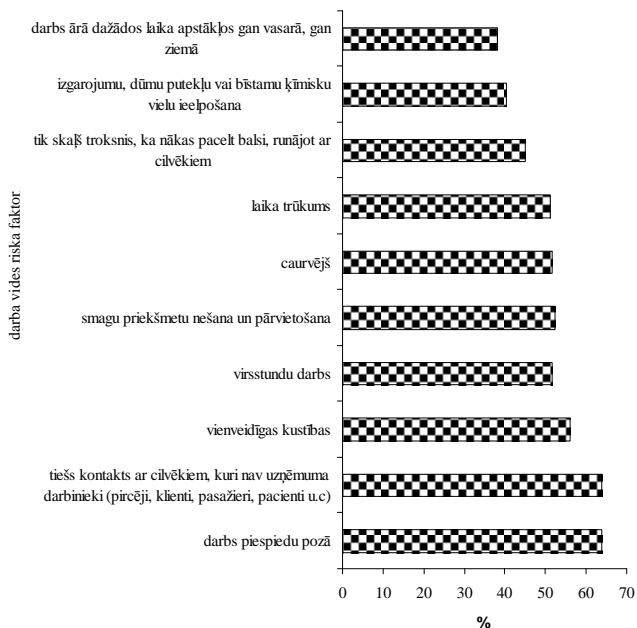 darbs ārā dažādos laika apstākļos gan vasarā, gan
ziemā
izgarojumu, dūmu putekļu vai bīstamu ķīmisku
vielu ieelpošana
tik skaļš troksnis, ka nākas pacelt balsi, runājot ar
cilvēkiem
laika trūkums
caurvējš
smagu priekšmetu nešana un pārvietošana
virsstundu darbs
vienveidīgas kustības
tiešs kontakts ar cilvēkiem, kuri nav uzņēmuma
darbinieki (pircēji, klienti, pasažieri, pacienti u.c)
darbs piespiedu pozā
darba vides riska faktor
0 10 20 30 40 50 60 70
%